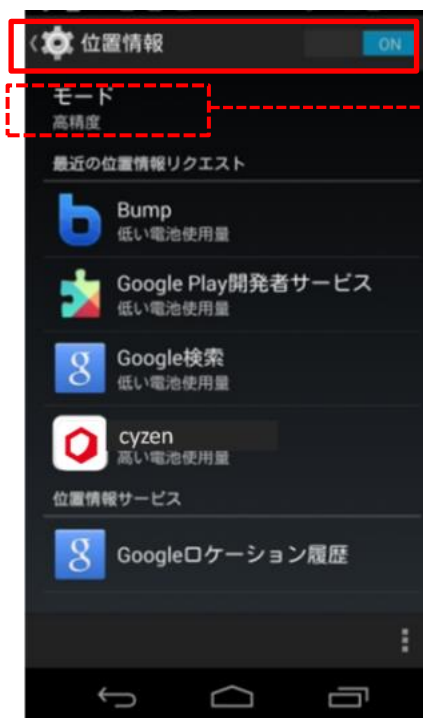 位置情報
ON
モード
高精度
最近の位置情報リクエスト
Bump
低い電池使用量
Google Play開発者サービス
低い電池使用量
Google検索
低い電池使用量
cyzen
高い電池使用量
位置情報サービス
Googleロケーション履歴